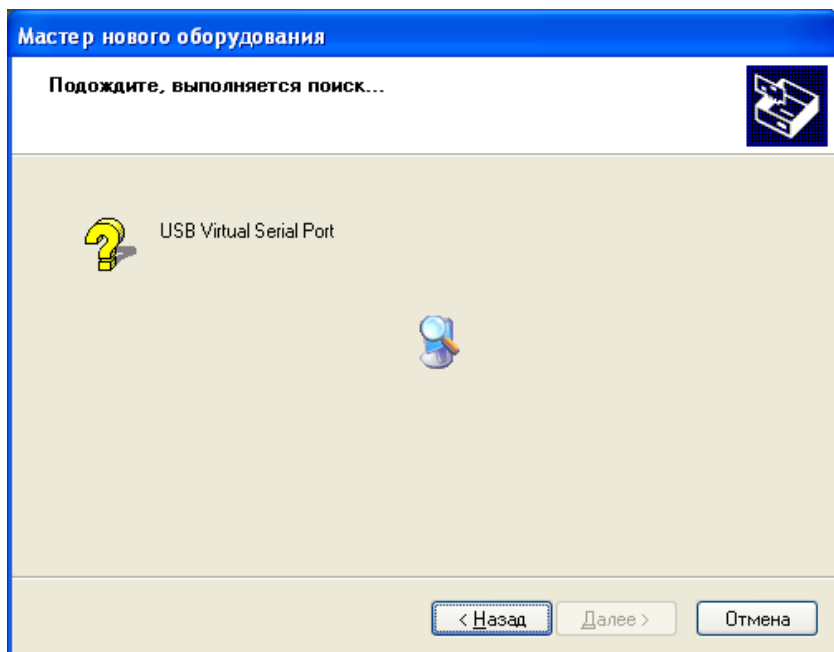 Мастер нового оборудования
Подождите, выполняется поиск...
USB Virtual Serial Port
< Назад
Далее >
Отмена